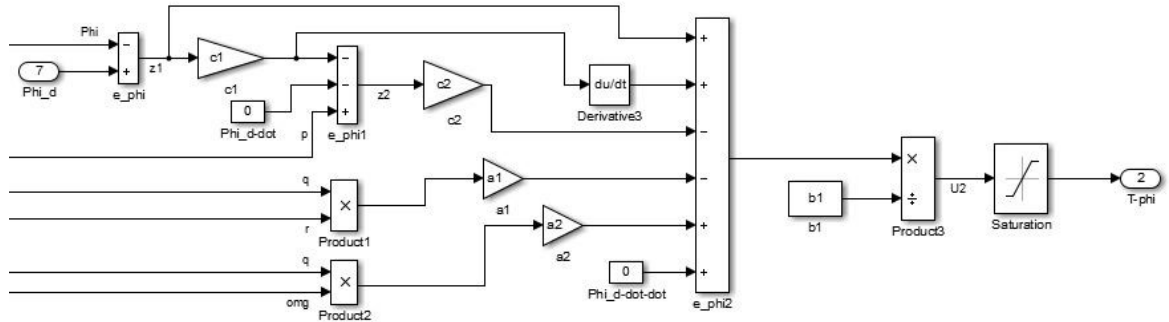 Phi
7
Phi_d
−
+
e_phi
z1
c1
c1
0
Phi_d-dot
p
−
−
+
e_phi1
z2
c2
c2
du/dt
Derivative3
q
r
×
Product1
a1
a1
q
omg
×
Product2
a2
a2
0
Phi_d-dot-dot
+
+
−
−
+
+
e_phi2
b1
b1
×
÷
Product3
U2
Saturation
2
T-phi